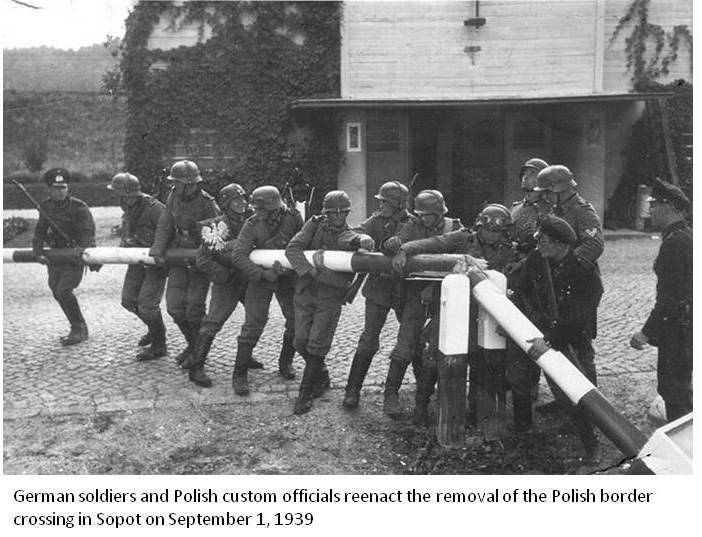 German soldiers and Polish custom officials reenact the removal of the Polish border
crossing in Sopot on September 1, 1939